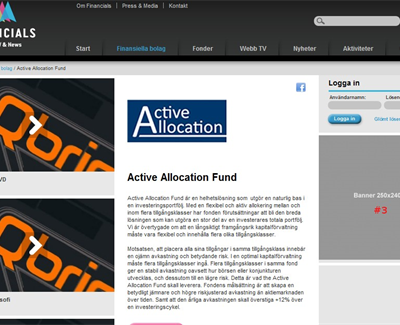 Om Financials | Press & Media | Kontakt
NCIALS
/ & News
Start Finansiella bolag Fonder Webb TV Nyheter Aktiviteter
bolag / Active Allocation Fund
Active
Allocation
Qbric
VD
Qbric
sofi
Active Allocation Fund
Active Allocation Fund är en helhetslösning som utgör en naturlig bas i
en investeringsportfölj. Med en flexibel och aktiv allokering mellan och
inom flera tillgångsklasser har fonden förutsättningar att bli den breda
lösningen som kan utgöra en stor del av en investerares totala portfölj.
Vi är övertygade om att en långsiktigt framgångsrik kapitalförvaltning
måste vara flexibel och innehålla flera olika tillgångsklasser.
Motsatsen, att placera alla sina tillgångar i samma tillgångsklass innebär
en ojämn avkastning och betydande risk. I en optimal kapitalförvaltning
måste flera tillgångsklasser ingå. Flera tillgångsklasser i samma fond
ger en stabil avkastning oavsett hur börsen eller konjunkturen
utvecklas, och dessutom till en lägre risk. Detta är vad the Active
Allocation Fund skall leverera. Fondens målsättning är att skapa en
betydligt jämnare och högre riskjusterad avkastning än aktiemarknaden
över tiden. Samt att den årliga avkastningen skall överstiga +12% över
en investeringscykel.
Logga in
Användarnamn: Lösen
Logga in Glömt löse
Banner 250x240
#3